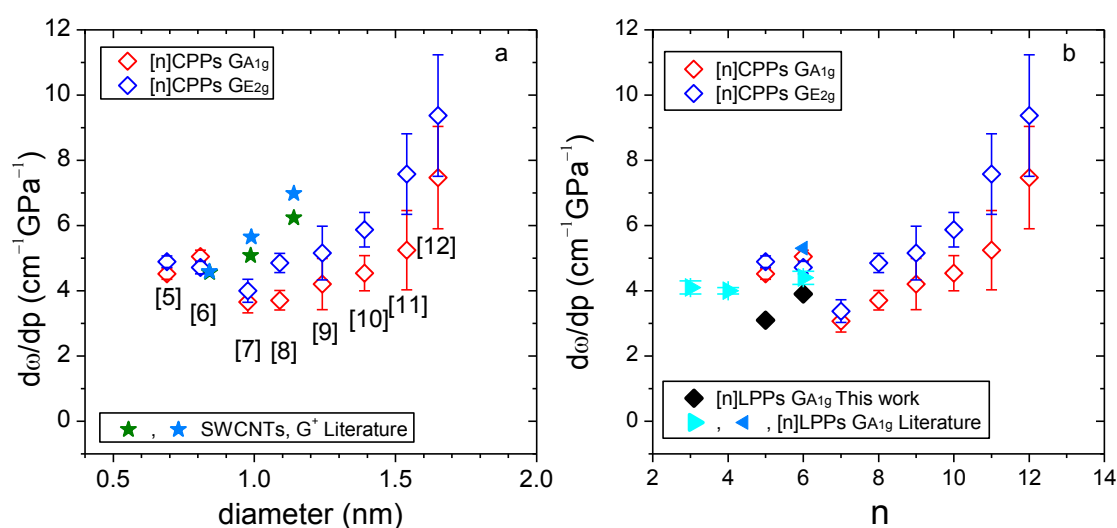 12
10
8
6
4
2
0
dω/dp (cm⁻¹GPa⁻¹)
[n]CPPs GA1g
[n]CPPs GE2g
a
[5]
[6]
[7]
[8]
[9]
[10]
[11]
[12]
, SWCNTs, G⁺ Literature
0.5 1.0 1.5 2.0
diameter (nm)
12
10
8
6
4
2
0
dω/dp (cm⁻¹GPa⁻¹)
[n]CPPs GA1g
[n]CPPs GE2g
b
[n]LPPs GA1g This work
, , [n]LPPs GA1g Literature
2 4 6 8 10 12 14
n